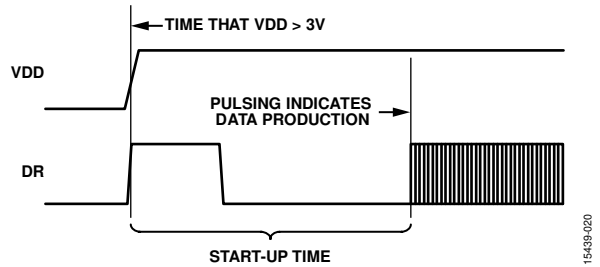 TIME THAT VDD > 3V
VDD
PULSING INDICATES
DATA PRODUCTION
DR
START-UP TIME
15439-020